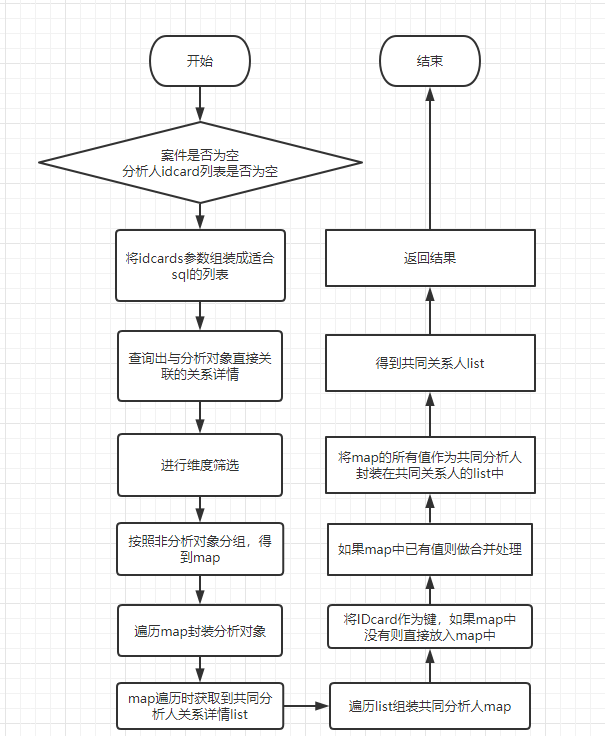 开始
案件是否为空
分析人idcard列表是否为空
将idcards参数组装成适合
sql的列表
查询出与分析对象直接关
联的关系详情
进行维度筛选
按照非分析对象分组，得
到map
遍历map封装分析对象
map遍历时获取到共同分
析人关系详情list
遍历list组装共同分析人map
将IDcard作为键，如果map中
没有则直接放入map中
如果map中已有值则做合并处理
将map的所有值作为共同分析人
封装在共同关系人的list中
得到共同关系人list
返回结果
结束